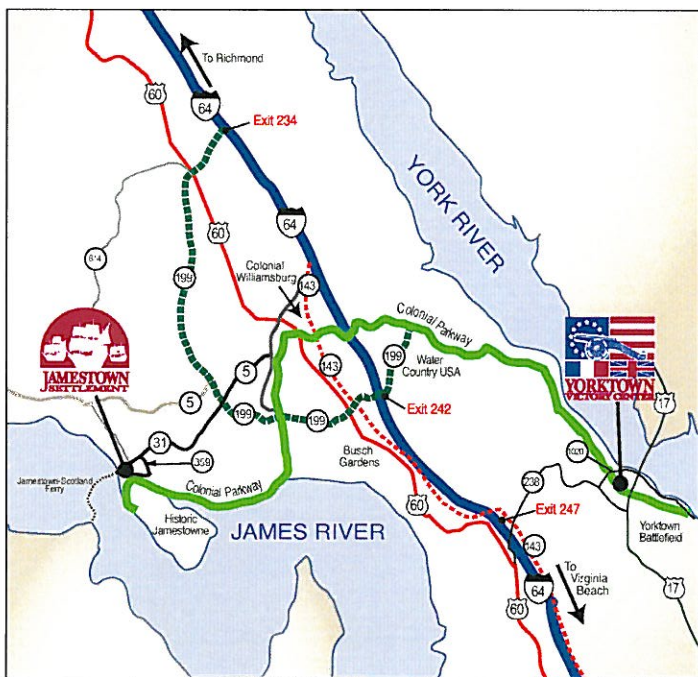 To Richmond
60
64
Exit 234
YORK
RIVER
60
64
614
Colonial
Williamsburg
143
199
Colonial Parkway
JAMESTOWN
SETTLEMENT
YORKTOWN
VICTORY CENTER
5
143
199
Water
Country USA
17
5
199
199
Exit 242
31
359
Busch
Gardens
1020
Jamestown-Scotland
Ferry
Colonial Parkway
238
60
Historic
Jamestowne
JAMES RIVER
Exit 247
Yorktown
Battlefield
143
To
Virginia
Beach
64
60
17